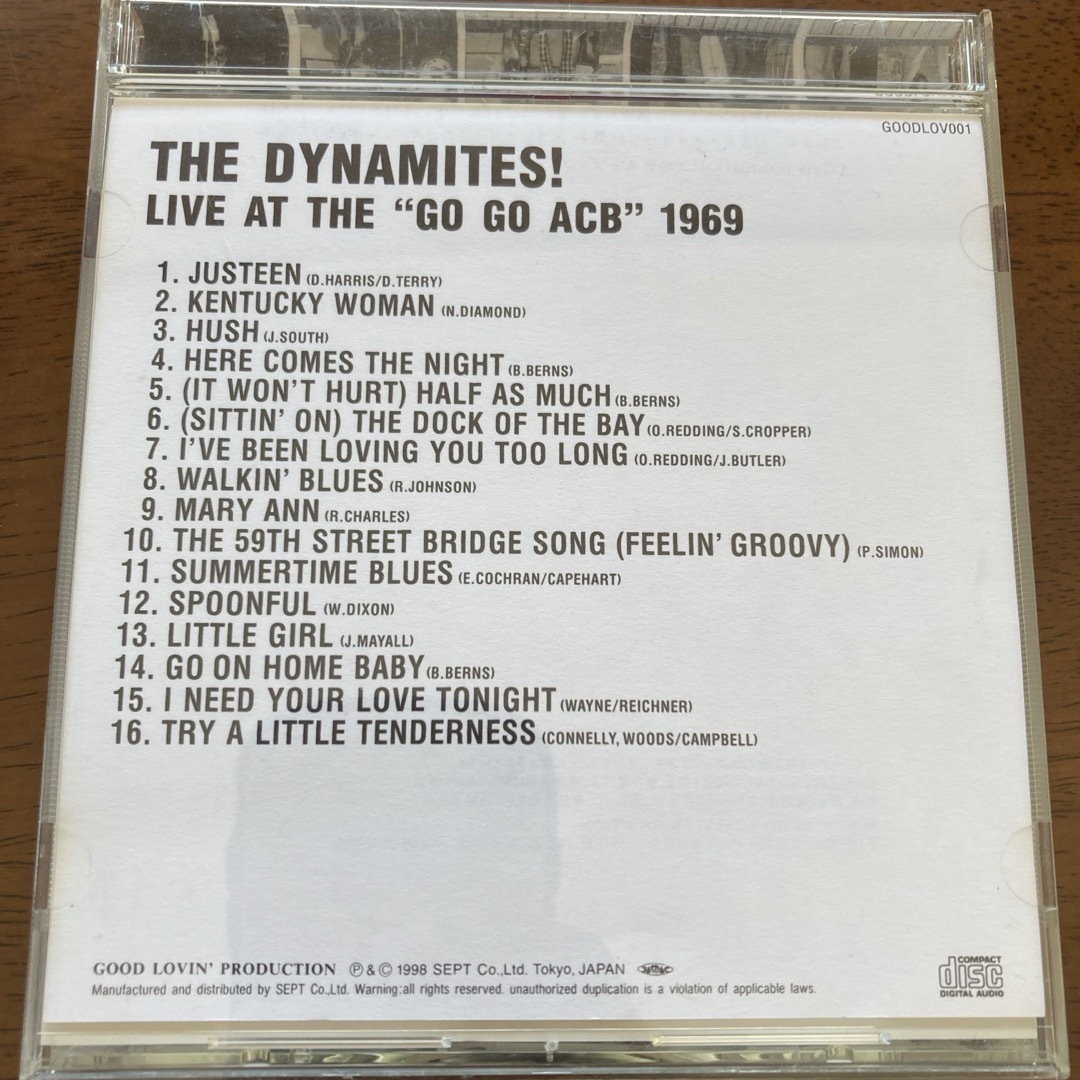 GOODLOV001
THE DYNAMITES!
LIVE AT THE “GO GO ACB” 1969
1. JUSTEEN (D.HARRIS/D.TERRY)
2. KENTUCKY WOMAN (N.DIAMOND)
3. HUSH (J.SOUTH)
4. HERE COMES THE NIGHT (B.BERNS)
5. (IT WON'T HURT) HALF AS MUCH (B.BERNS)
6. (SITTIN' ON) THE DOCK OF THE BAY (O.REDDING/S.CROPPER)
7. I'VE BEEN LOVING YOU TOO LONG (O.REDDING/J.BUTLER)
8. WALKIN' BLUES (R.JOHNSON)
9. MARY ANN (R.CHARLES)
10. THE 59TH STREET BRIDGE SONG (FEELIN' GROOVY) (P.SIMON)
11. SUMMERTIME BLUES (E.COCHRAN/CAPEHART)
12. SPOONFUL (W.DIXON)
13. LITTLE GIRL (J.MAYALL)
14. GO ON HOME BABY (B.BERNS)
15. I NEED YOUR LOVE TONIGHT (WAYNE/REICHNER)
16. TRY A LITTLE TENDERNESS (CONNELLY, WOODS/CAMPBELL)
GOOD LOVIN' PRODUCTION ℗ & © 1998 SEPT Co.,Ltd. Tokyo, JAPAN
Manufactured and distributed by SEPT Co.,Ltd. Warning:all rights reserved. unauthorized duplication is a violation of applicable laws.
COMPACT
disc
DIGITAL AUDIO